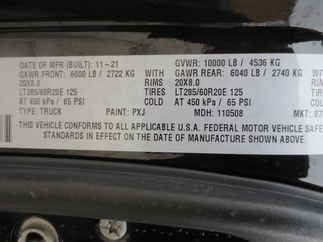 DATE OF MFR (BUILT): 11-21 GVWR: 10000 LB / 4536 KG
GAWR FRONT: 6000 LB / 2722 KG WITH GAWR REAR: 6040 LB / 2740 KG WITH
20X8.0 RIMS 20X8.0
LT285/60R20E 125 TIRES LT285/60R20E 125
AT 450 kPa / 65 PSI COLD AT 450 kPa / 65 PSI
TYPE: TRUCK PAINT: PXJ MDH: 110508 MKT:
THIS VEHICLE CONFORMS TO ALL APPLICABLE U.S.A. FEDERAL MOTOR VEHICLE
STANDARDS IN EFFECT ON THE DATE OF MANUFACTURE SHOWN ABOVE.